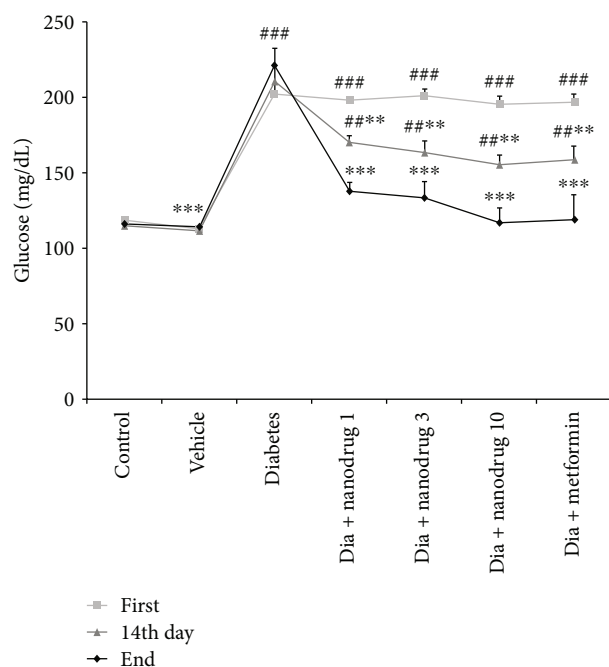 250
###
###
###
###
###
200
##**
##**
##**
##**
***
***
***
***
***
150
100
50
0
Glucose (mg/dL)
Control
Vehicle
Diabetes
Dia + nanodrug 1
Dia + nanodrug 3
Dia + nanodrug 10
Dia + metformin
First
14th day
End